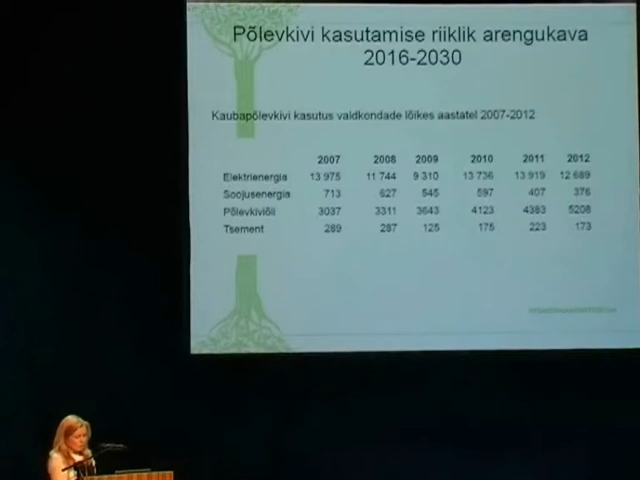 Põlevkivi kasutamise riiklik arengukava
2016-2030
Kaubapõlevkivi kasutus valdkondade lõikes aastatel 2007-2012
2007 2008 2009 2010 2011 2012
Elektrienergia 13 975 11 744 9 310 13 736 13 919 12 689
Soojusenergia 713 627 545 597 407 376
Põlevkiviõli 3037 3311 3643 4123 4383 5208
Tsement 289 287 125 175 223 173